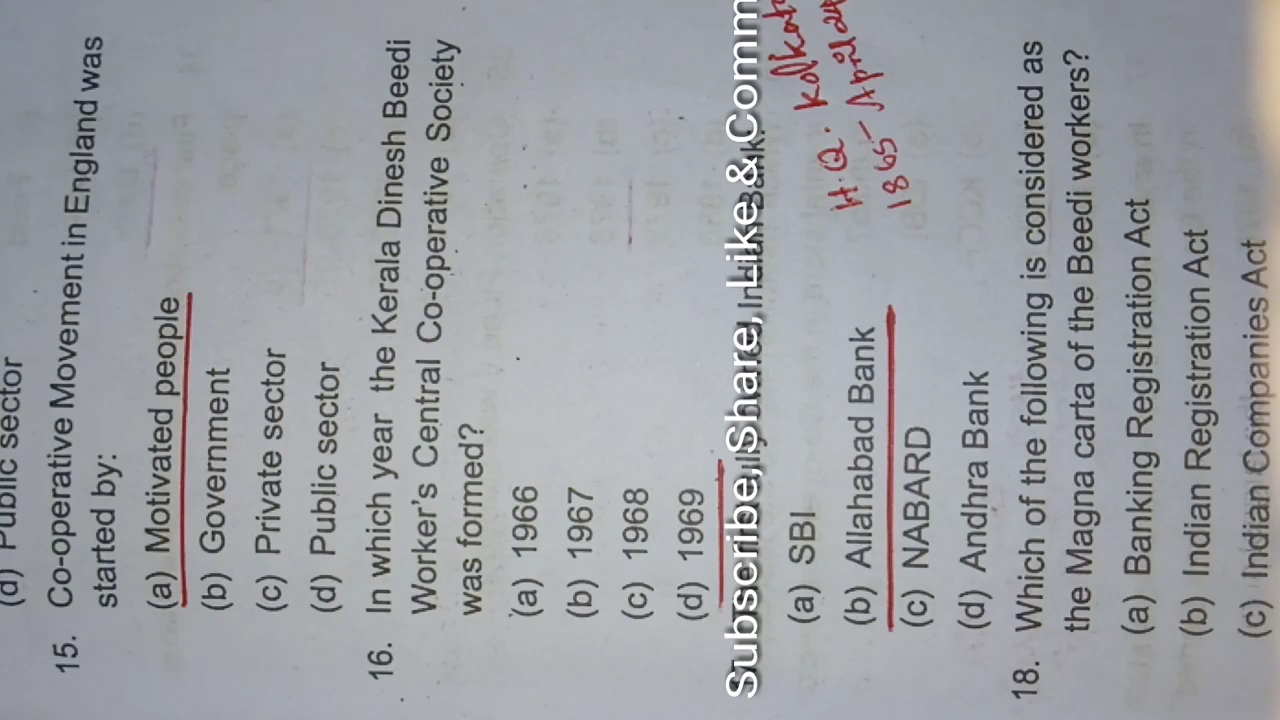 (d) Public sector
15. Co-operative Movement in England was
started by:
(a) Motivated people
(b) Government
(c) Private sector
(d) Public sector
16. In which year the Kerala Dinesh Beedi
Worker's Central Co-operative Society
was formed?
(a) 1966
(b) 1967
(c) 1968
(d) 1969
Subscribe, Share, Like & Comm
Bank.
(a) SBI
H.Q. Kolkat
(b) Allahabad Bank
1865- April 24
(c) NABARD
(d) Andhra Bank
18. Which of the following is considered as
the Magna carta of the Beedi workers?
(a) Banking Registration Act
(b) Indian Registration Act
(c) Indian Companies Act